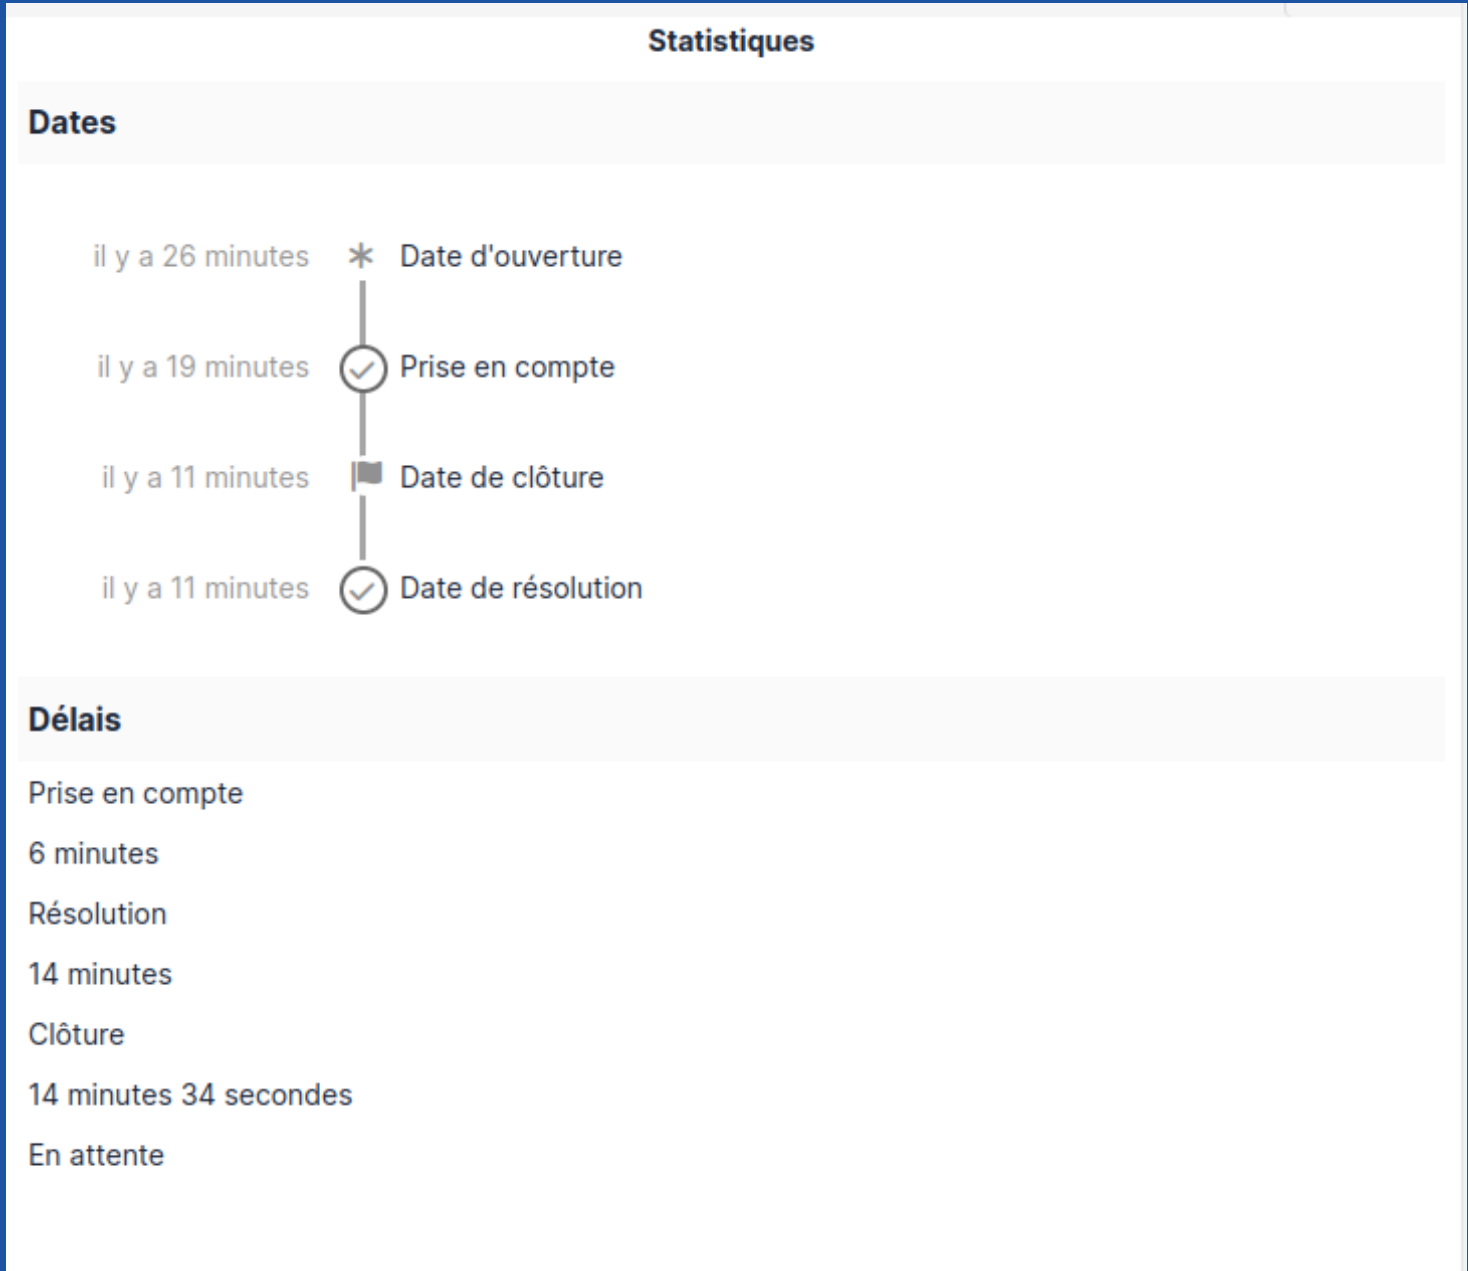 Statistiques
Dates
il y a 26 minutes Date d'ouverture
il y a 19 minutes Prise en compte
il y a 11 minutes Date de clôture
il y a 11 minutes Date de résolution
Délais
Prise en compte
6 minutes
Résolution
14 minutes
Clôture
14 minutes 34 secondes
En attente